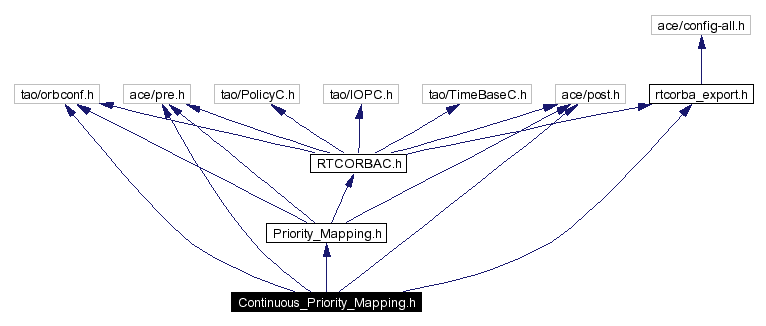 ace/config-all.h
tao/orbconf.h
ace/pre.h
tao/PolicyC.h
tao/IOPC.h
tao/TimeBaseC.h
ace/post.h
rtcorba_export.h
RTCORBAC.h
Priority_Mapping.h
Continuous_Priority_Mapping.h